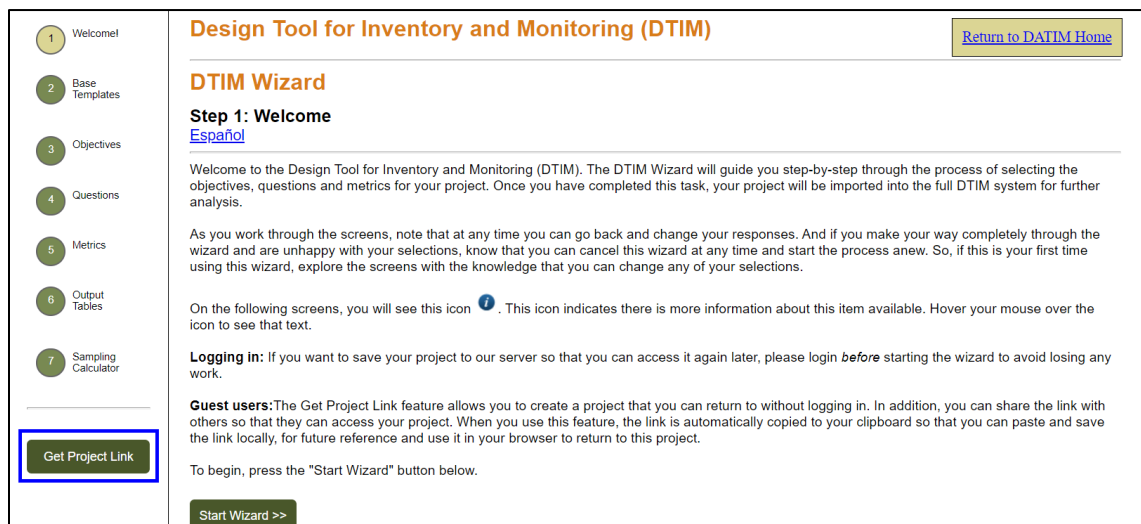 1
Welcome!
2
Base
Templates
3
Objectives
4
Questions
5
Metrics
6
Output
Tables
7
Sampling
Calculator
Get Project Link
Design Tool for Inventory and Monitoring (DTIM)
Return to DATIM Home
DTIM Wizard
Step 1: Welcome
Español
Welcome to the Design Tool for Inventory and Monitoring (DTIM). The DTIM Wizard will guide you step-by-step through the process of selecting the
objectives, questions and metrics for your project. Once you have completed this task, your project will be imported into the full DTIM system for further
analysis.
As you work through the screens, note that at any time you can go back and change your responses. And if you make your way completely through the
wizard and are unhappy with your selections, know that you can cancel this wizard at any time and start the process anew. So, if this is your first time
using this wizard, explore the screens with the knowledge that you can change any of your selections.
On the following screens, you will see this icon i . This icon indicates there is more information about this item available. Hover your mouse over the
icon to see that text.
Logging in: If you want to save your project to our server so that you can access it again later, please login before starting the wizard to avoid losing any
work.
Guest users:The Get Project Link feature allows you to create a project that you can return to without logging in. In addition, you can share the link with
others so that they can access your project. When you use this feature, the link is automatically copied to your clipboard so that you can paste and save
the link locally, for future reference and use it in your browser to return to this project.
To begin, press the "Start Wizard" button below.
Start Wizard >>